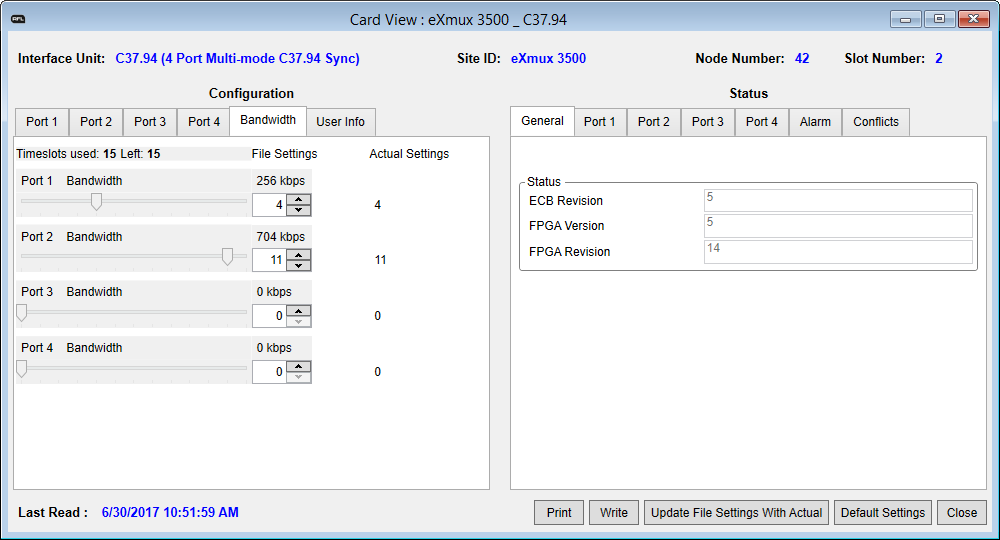 RFL
Card View : eXmux 3500 _ C37.94
Interface Unit: C37.94 (4 Port Multi-mode C37.94 Sync) Site ID: eXmux 3500 Node Number: 42 Slot Number: 2
Configuration
Port 1 Port 2 Port 3 Port 4 Bandwidth User Info
Timeslots used: 15 Left: 15 File Settings Actual Settings
Port 1 Bandwidth 256 kbps
4 4
Port 2 Bandwidth 704 kbps
11 11
Port 3 Bandwidth 0 kbps
0 0
Port 4 Bandwidth 0 kbps
0 0
Status
General Port 1 Port 2 Port 3 Port 4 Alarm Conflicts
Status
ECB Revision 5
FPGA Version 5
FPGA Revision 14
Last Read : 6/30/2017 10:51:59 AM
Print Write Update File Settings With Actual Default Settings Close